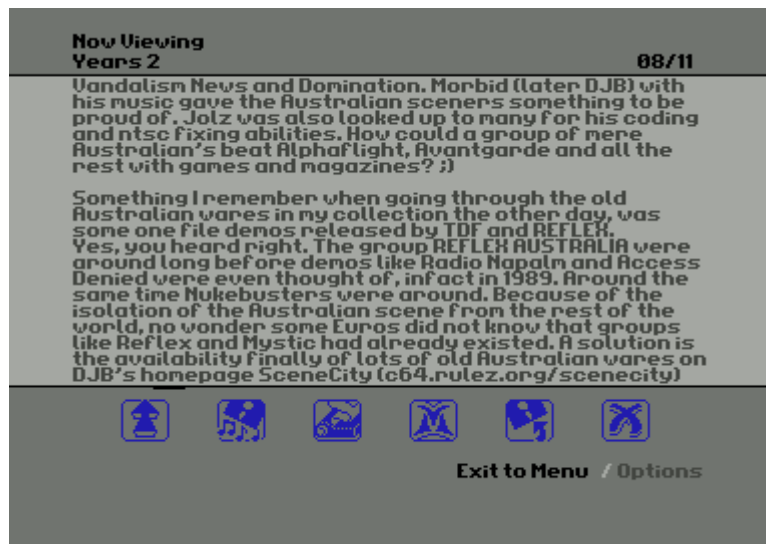 Now Viewing
Years 2
08/11
Vandalism News and Domination. Morbid (later DJB) with
his music gave the Australian sceners something to be
proud of. Jolz was also looked up to many for his coding
and ntsc fixing abilities. How could a group of mere
Australian's beat Alphaflight, Avantgarde and all the
rest with games and magazines? ;)
Something I remember when going through the old
Australian wares in my collection the other day, was
some one file demos released by TDF and REFLEX.
Yes, you heard right. The group REFLEX AUSTRALIA were
around long before demos like Radio Napalm and Access
Denied were even thought of, infact in 1989. Around the
same time Nukebusters were around. Because of the
isolation of the Australian scene from the rest of the
world, no wonder some Euros did not know that groups
like Reflex and Mystic had already existed. A solution is
the availability finally of lots of old Australian wares on
DJB's homepage SceneCity (c64.rulez.org/scenecity)
Exit to Menu / Options